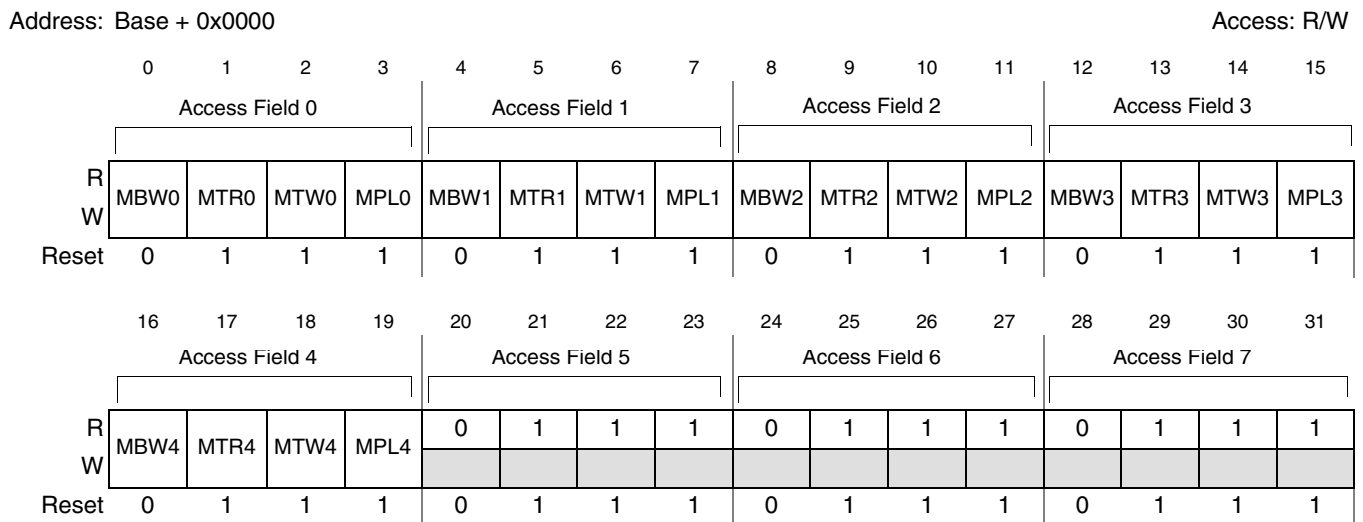 Address: Base + 0x0000 Access: R/W
0 1 2 3 4 5 6 7 8 9 10 11 12 13 14 15
Access Field 0 Access Field 1 Access Field 2 Access Field 3
R
MBW0 MTR0 MTW0 MPL0 MBW1 MTR1 MTW1 MPL1 MBW2 MTR2 MTW2 MPL2 MBW3 MTR3 MTW3 MPL3
W
Reset 0 1 1 1 0 1 1 1 0 1 1 1 0 1 1 1
16 17 18 19 20 21 22 23 24 25 26 27 28 29 30 31
Access Field 4 Access Field 5 Access Field 6 Access Field 7
R 0 1 1 1 0 1 1 1 0 1 1 1
MBW4 MTR4 MTW4 MPL4
W
Reset 0 1 1 1 0 1 1 1 0 1 1 1 0 1 1 1